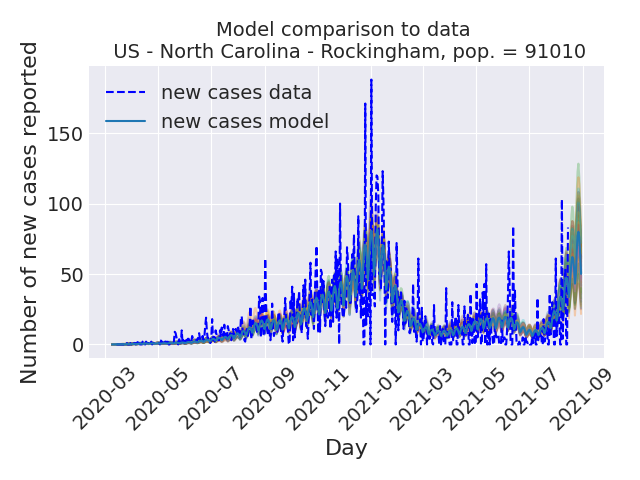 Model comparison to data
US - North Carolina - Rockingham, pop. = 91010
Number of new cases reported
new cases data
new cases model
150
100
50
0
2020-03
2020-05
2020-07
2020-09
2020-11
2021-01
2021-03
2021-05
2021-07
2021-09
Day